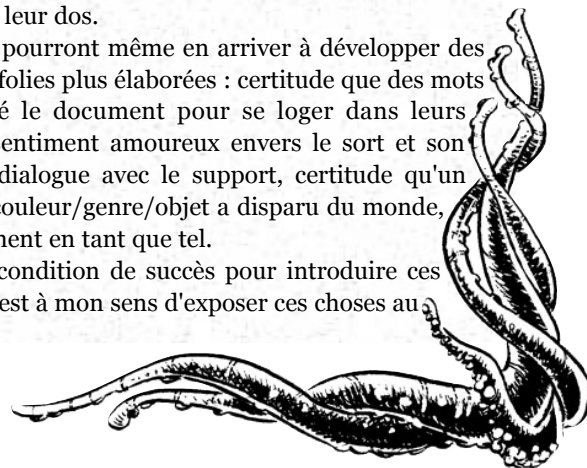 leur dos.
pourront même en arriver à développer des
folies plus élaborées : certitude que des mots
é le document pour se loger dans leurs
sentiment amoureux envers le sort et son
dialogue avec le support, certitude qu'un
couleur/genre/objet a disparu du monde,
ment en tant que tel.
condition de succès pour introduire ces
est à mon sens d'exposer ces choses au